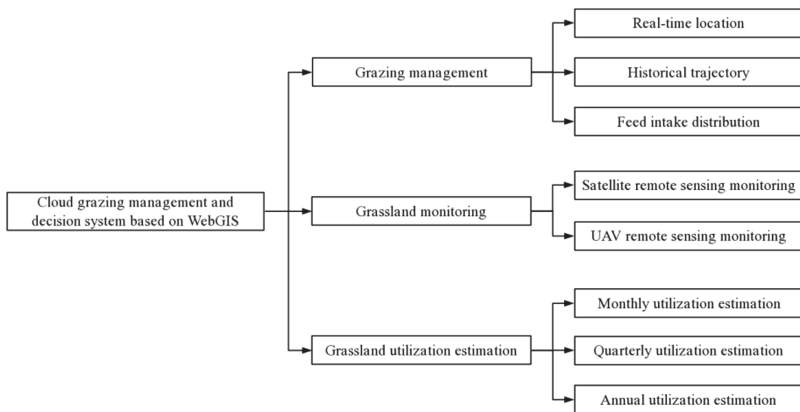 Cloud grazing management and
decision system based on WebGIS
Grazing management
Real-time location
Historical trajectory
Feed intake distribution
Grassland monitoring
Satellite remote sensing monitoring
UAV remote sensing monitoring
Grassland utilization estimation
Monthly utilization estimation
Quarterly utilization estimation
Annual utilization estimation